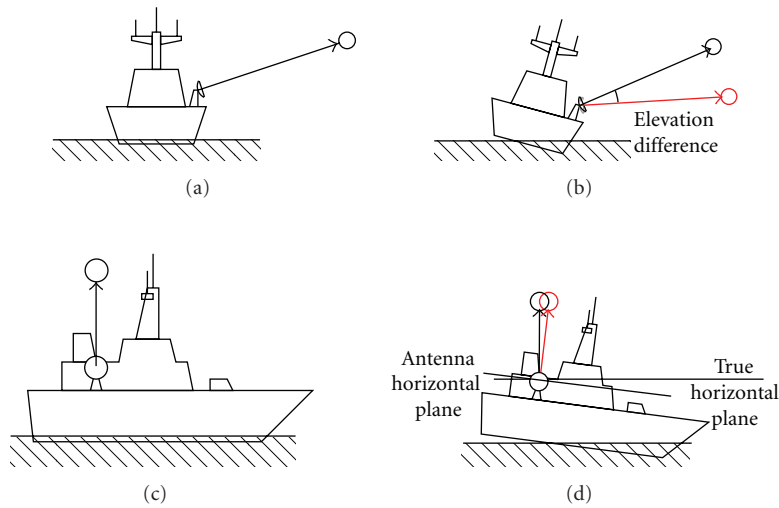 Elevation
difference
(a)
(b)
Antenna
horizontal
plane
True
horizontal
plane
(c)
(d)